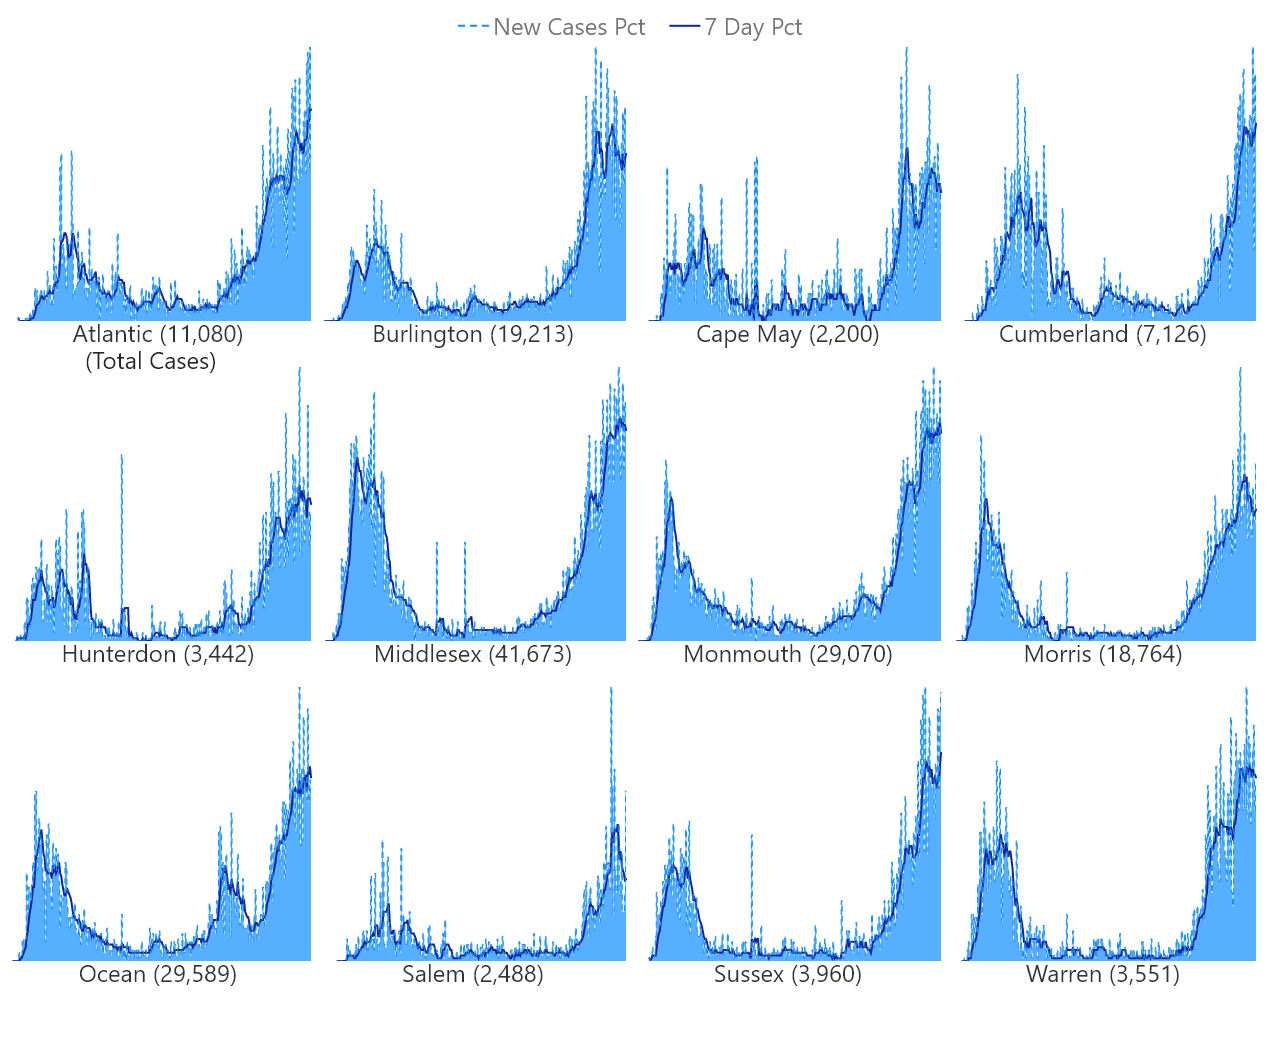 New Cases Pct 7 Day Pct
Atlantic (11,080) Burlington (19,213) Cape May (2,200) Cumberland (7,126)
(Total Cases)
Hunterdon (3,442) Middlesex (41,673) Monmouth (29,070) Morris (18,764)
Ocean (29,589) Salem (2,488) Sussex (3,960) Warren (3,551)